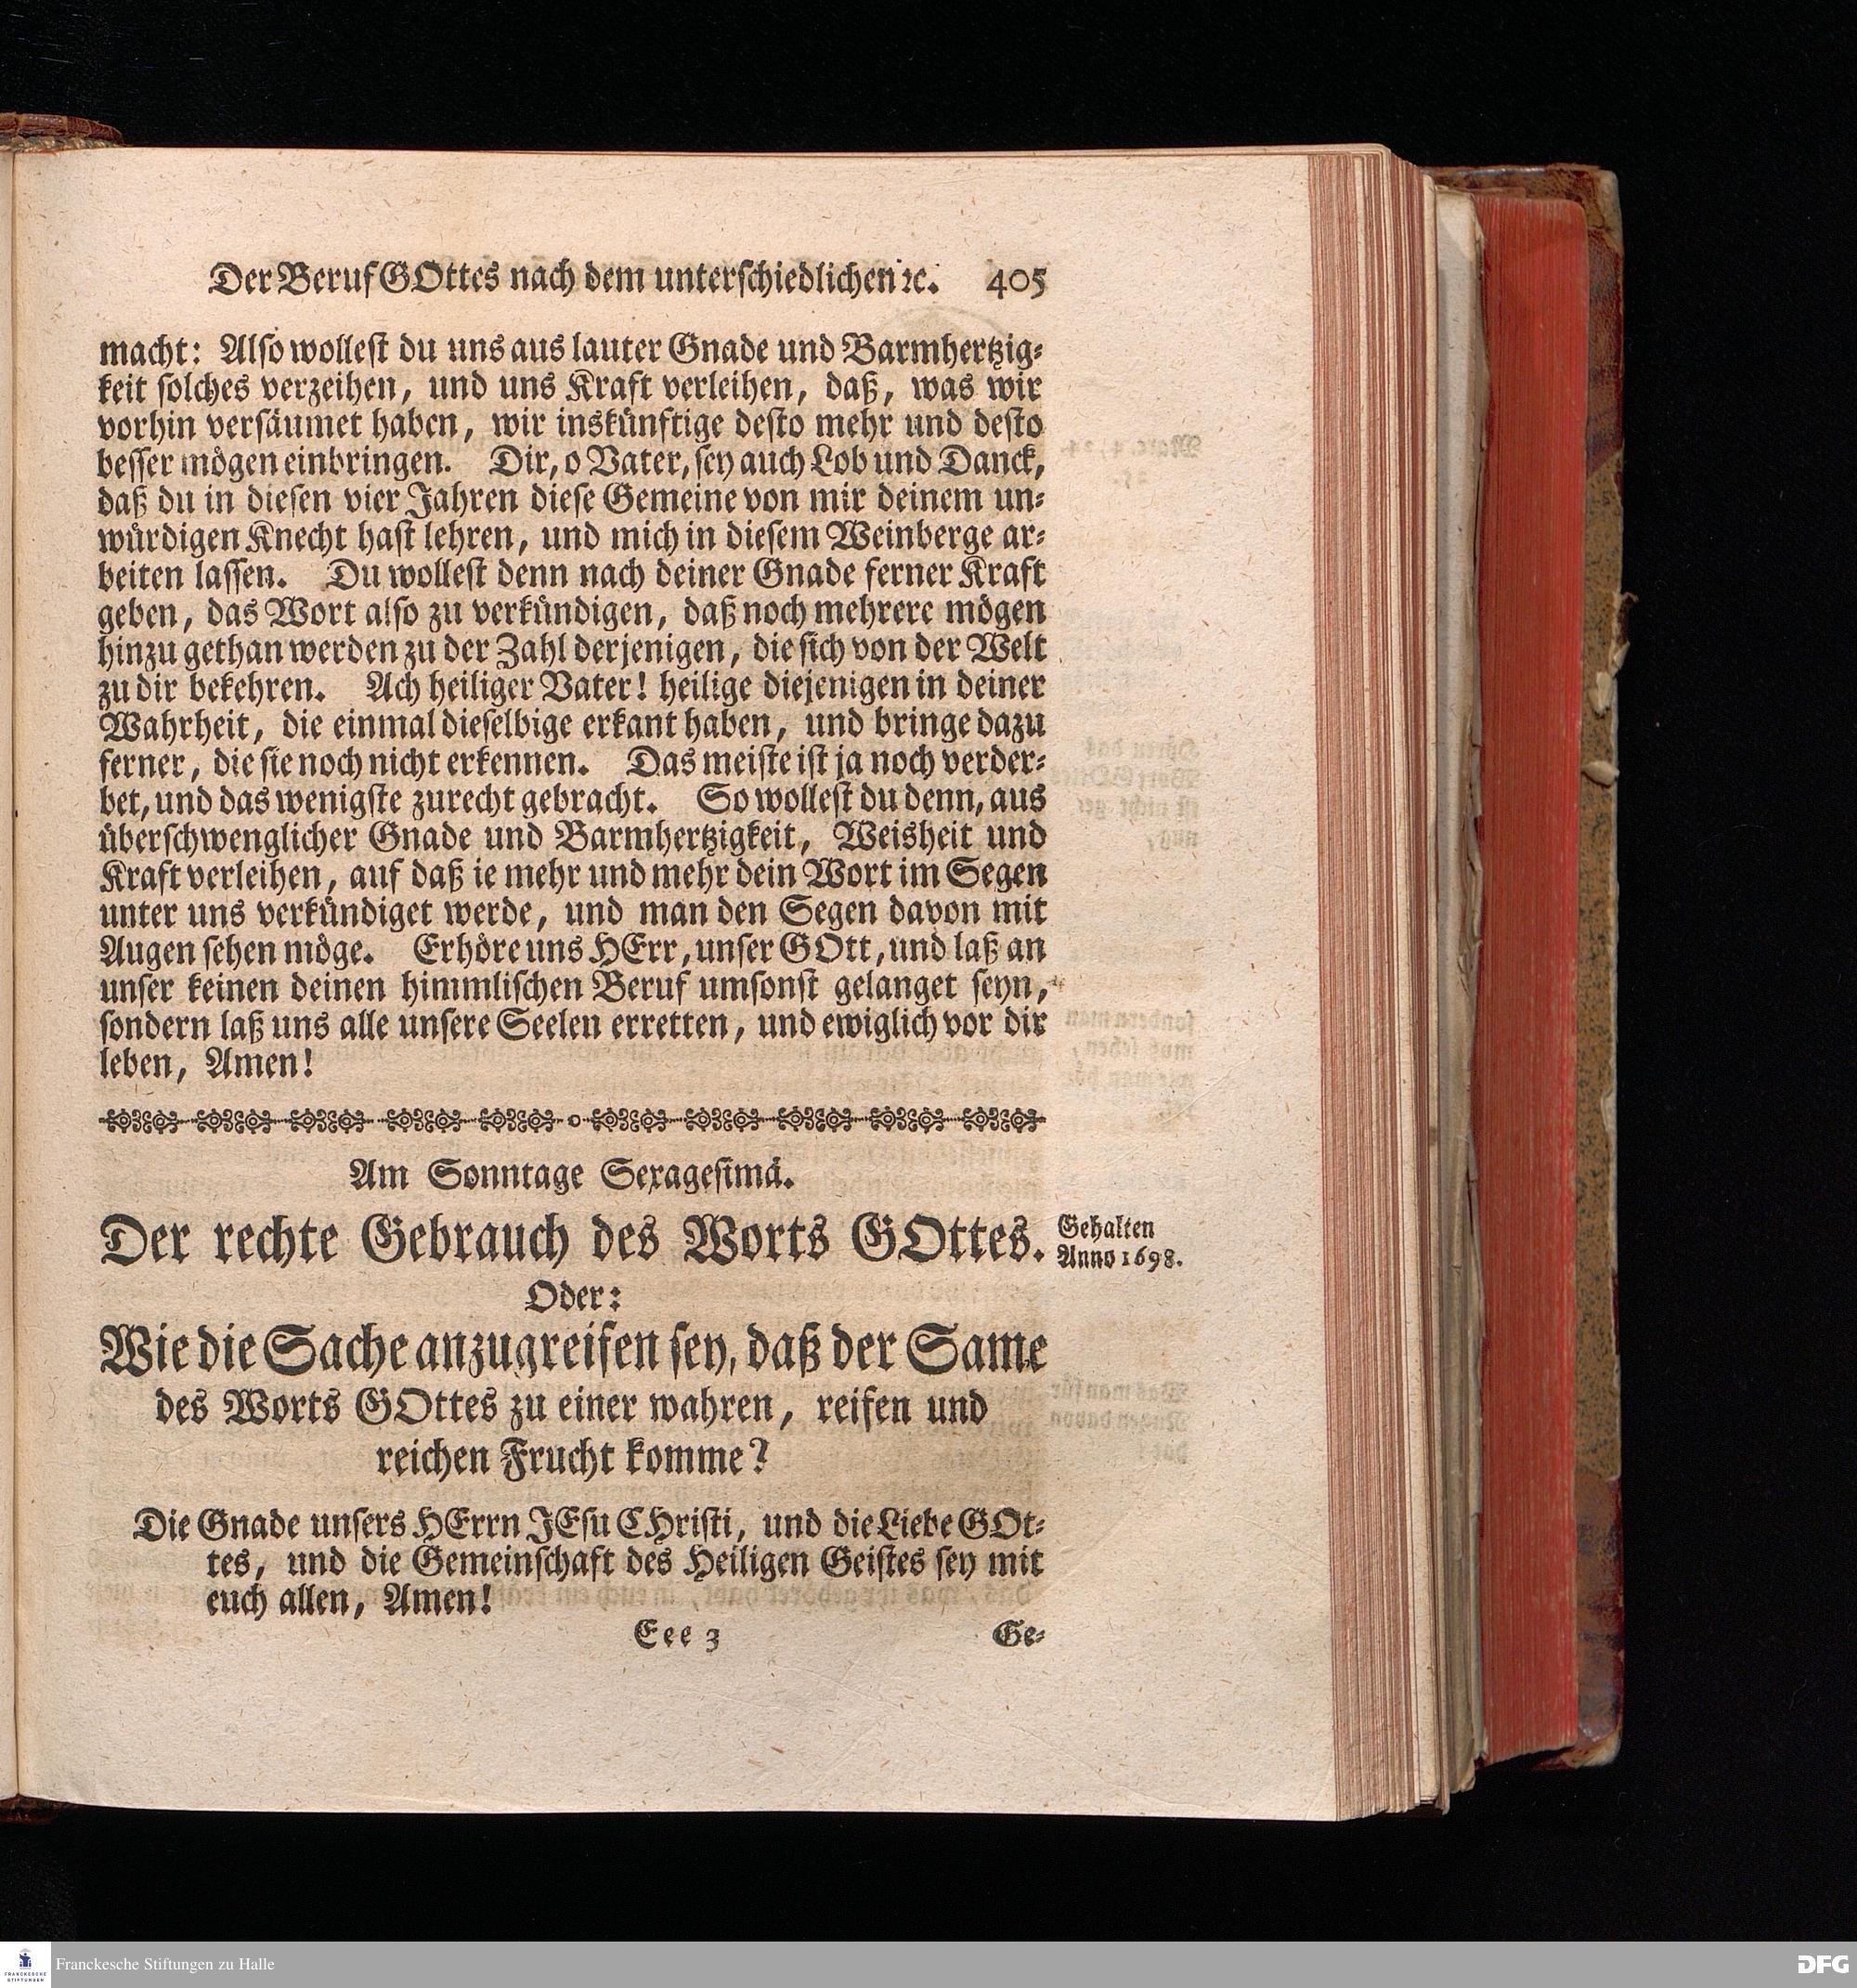 Der Beruf GOttes nach dem unterschiedlichen ꝛc. 405
macht: Also wollest du uns aus lauter Gnade und Barmhertzig-
keit solches verzeihen, und uns Kraft verleihen, daß, was wir
vorhin versäumet haben, wir inskünftige desto mehr und desto
besser mögen einbringen. Dir, o Vater, sey auch Lob und Danck,
daß du in diesen vier Jahren diese Gemeine von mir deinem un-
würdigen Knecht hast lehren, und mich in diesem Weinberge ar-
beiten lassen. Du wollest denn nach deiner Gnade ferner Kraft
geben, das Wort also zu verkündigen, daß noch mehrere mögen
hinzu gethan werden zu der Zahl derjenigen, die sich von der Welt
zu dir bekehren. Ach heiliger Vater! heilige diejenigen in deiner
Wahrheit, die einmal dieselbige erkant haben, und bringe dazu
ferner, die sie noch nicht erkennen. Das meiste ist ja noch verder-
bet, und das wenigste zurecht gebracht. So wollest du denn, aus
überschwenglicher Gnade und Barmhertzigkeit, Weisheit und
Kraft verleihen, auf daß ie mehr und mehr dein Wort im Segen
unter uns verkündiget werde, und man den Segen davon mit
Augen sehen möge. Erhöre uns HErr, unser GOtt, und laß an
unser keinen deinen himmlischen Beruf umsonst gelanget seyn,
sondern laß uns alle unsere Seelen erretten, und ewiglich vor dir
leben, Amen!
Am Sonntage Sexagesimä.
Der rechte Gebrauch des Worts GOttes.
Gehalten
Anno 1698.
Oder:
Wie die Sache anzugreifen sey, daß der Same
des Worts GOttes zu einer wahren, reifen und
reichen Frucht komme?
Die Gnade unsers HErrn JEsu CHristi, und die Liebe GOt-
tes, und die Gemeinschaft des Heiligen Geistes sey mit
euch allen, Amen!
Eee 3 Ge-
FRANCKESCHE
STIFTUNGEN
Franckesche Stiftungen zu Halle
DFG